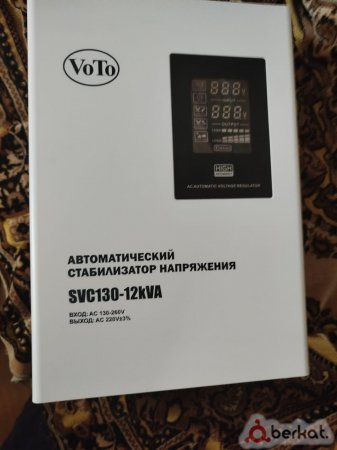 VoTo
888V
INPUT
888V
OUTPUT
HIGH
AC AUTOMATIC VOLTAGE REGULATOR
АВТОМАТИЧЕСКИЙ
СТАБИЛИЗАТОР НАПРЯЖЕНИЯ
SVC130-12kVA
ВХОД: AC 130-260V
ВЫХОД: AC 220V±3%
berkat.